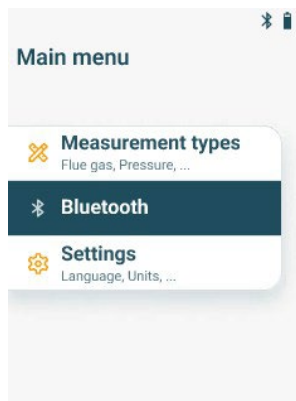 Main menu
Measurement types
Flue gas, Pressure, ...
Bluetooth
Settings
Language, Units, ...